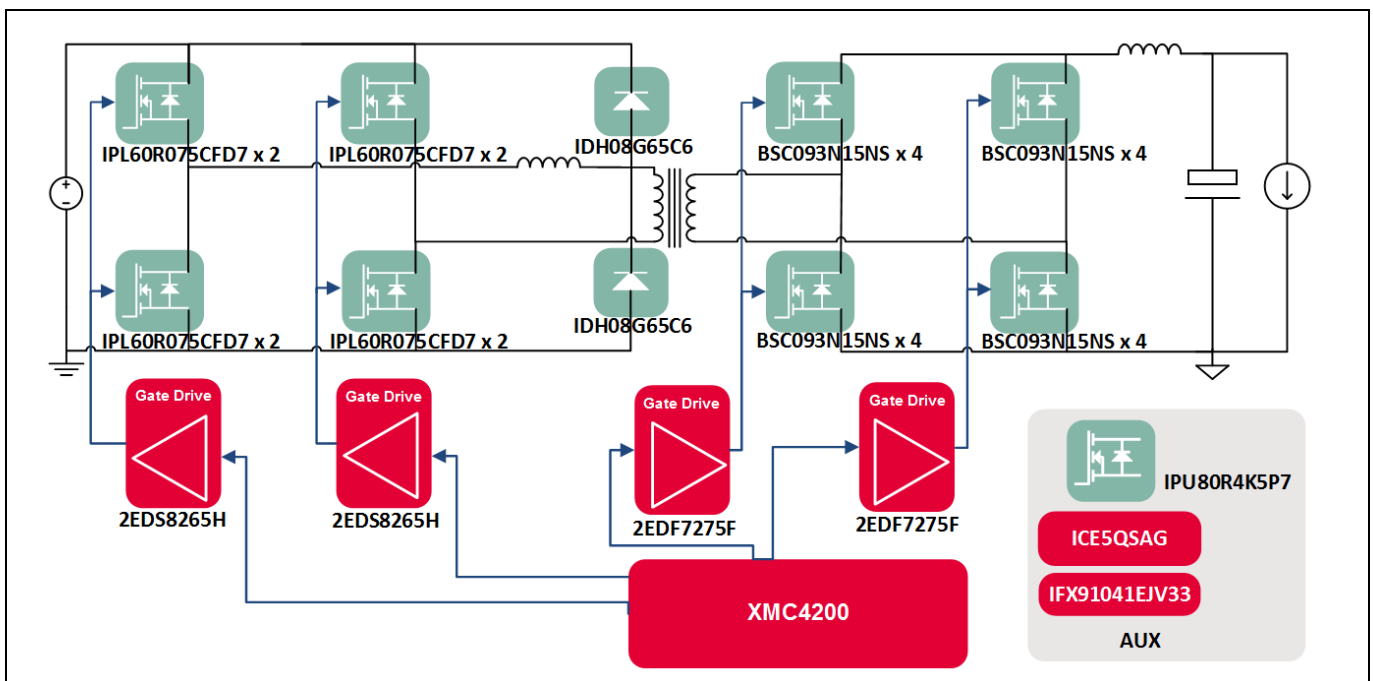 IDH08G65C6
IPL60R075CFD7 x 2
IPL60R075CFD7 x 2
BSC093N15NS x 4
BSC093N15NS x 4
+
-
IPL60R075CFD7 x 2
IPL60R075CFD7 x 2
IDH08G65C6
BSC093N15NS x 4
BSC093N15NS x 4
Gate Drive
Gate Drive
Gate Drive
Gate Drive
2EDS8265H
2EDS8265H
2EDF7275F
2EDF7275F
XMC4200
IPU80R4K5P7
ICE5QSAG
IFX91041EJV33
AUX